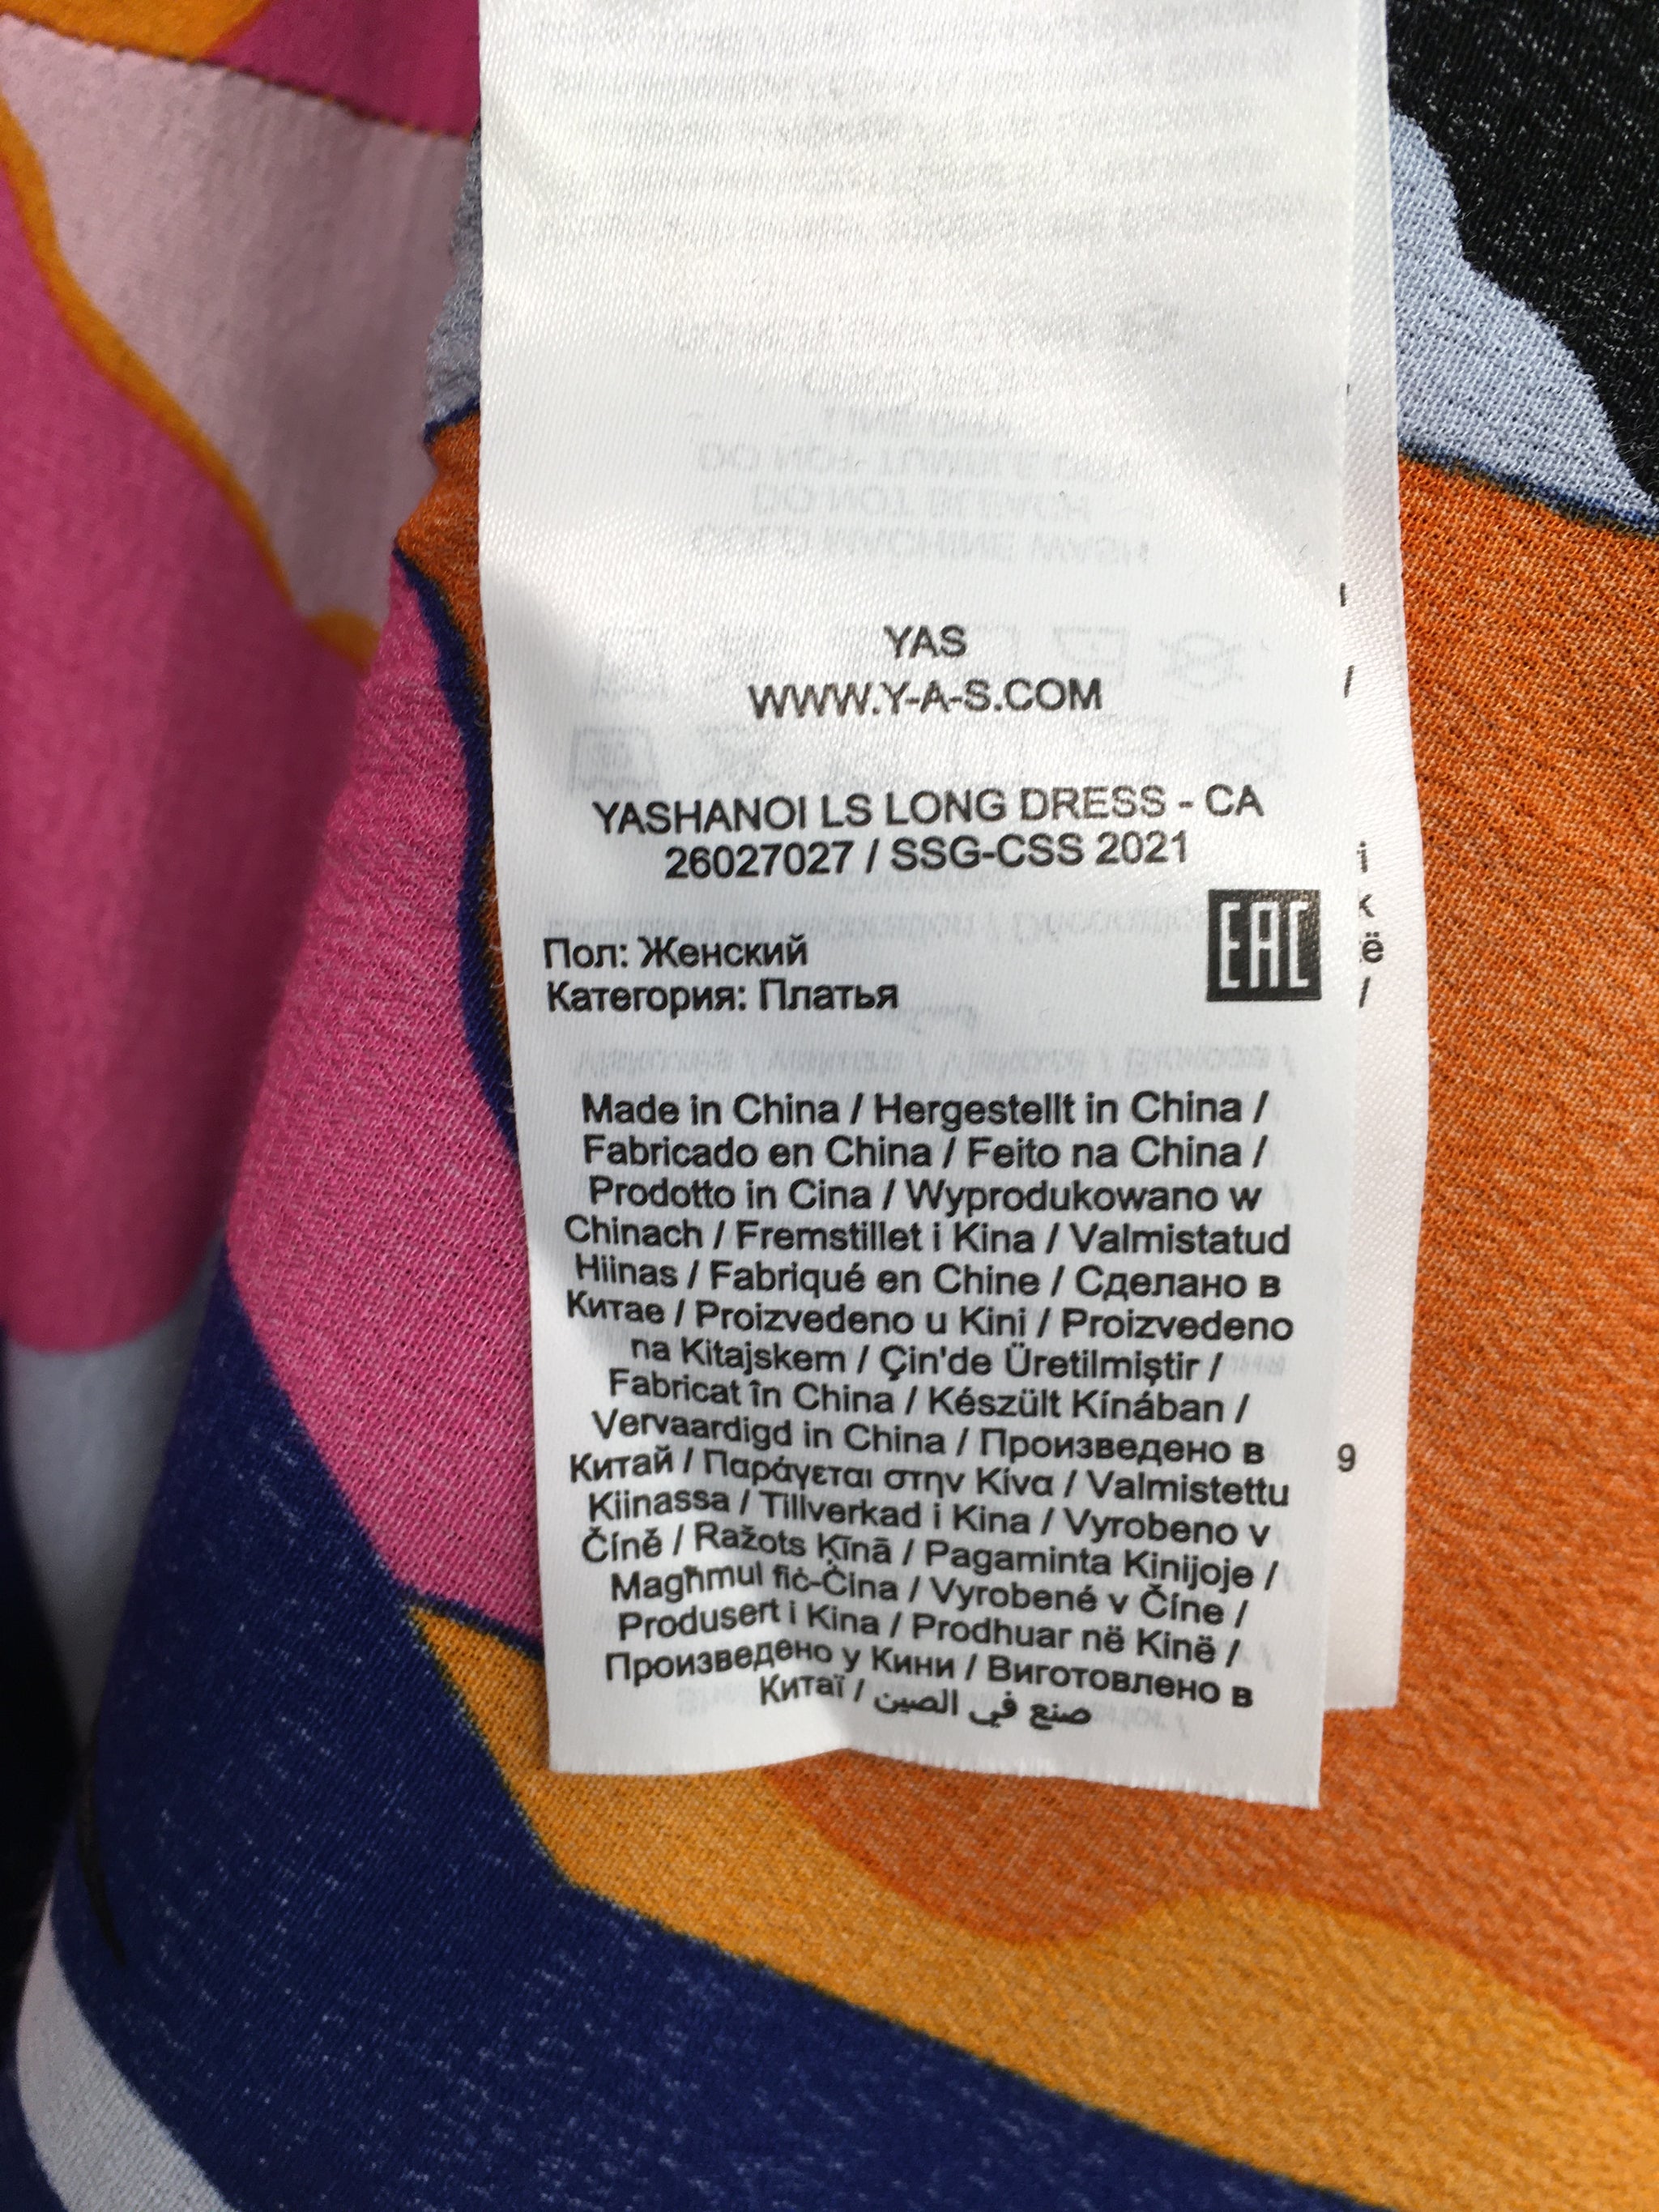 YAS
WWW.Y-A-S.COM
YASHANOI LS LONG DRESS - CA
26027027 / SSG-CSS 2021
EAC
Пол: Женский
Категория: Платья
Made in China / Hergestellt in China /
Fabricado en China / Feito na China /
Prodotto in Cina / Wyprodukowano w
Chinach / Fremstillet i Kina / Valmistatud
Hiinas / Fabriqué en Chine / Сделано в
Китае / Proizvedeno u Kini / Proizvedeno
na Kitajskem / Çin'de Üretilmiştir /
Fabricat în China / Készült Kínában /
Vervaardigd in China / Произведено в
Китай / Παράγεται στην Κίνα / Valmistettu
Kiinassa / Tillverkad i Kina / Vyrobeno v
Číně / Ražots Ķīnā / Pagaminta Kinijoje /
Magħmul fiċ-Ċina / Vyrobené v Číne /
Produsert i Kina / Prodhuar në Kinë /
Произведено у Кини / Виготовлено в
Китаї / صنع في الصين